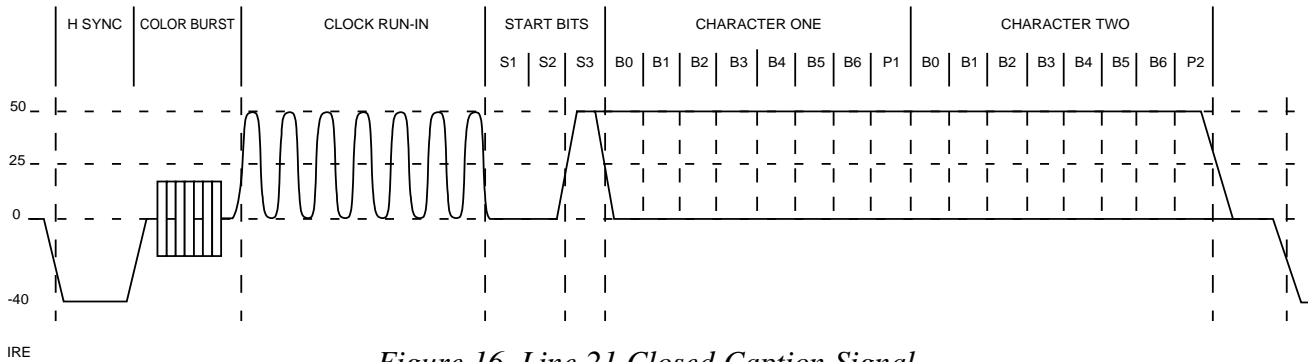 H SYNC COLOR BURST CLOCK RUN-IN START BITS CHARACTER ONE CHARACTER TWO
S1 S2 S3 B0 B1 B2 B3 B4 B5 B6 P1 B0 B1 B2 B3 B4 B5 B6 P2
50
25
0
-40
IRE
Figure 16. Line 21 Closed Caption Signal